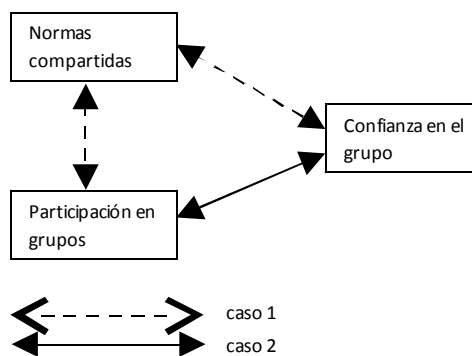 Normas
compartidas
Confianza en el
grupo
Participación en
grupos
caso 1
caso 2